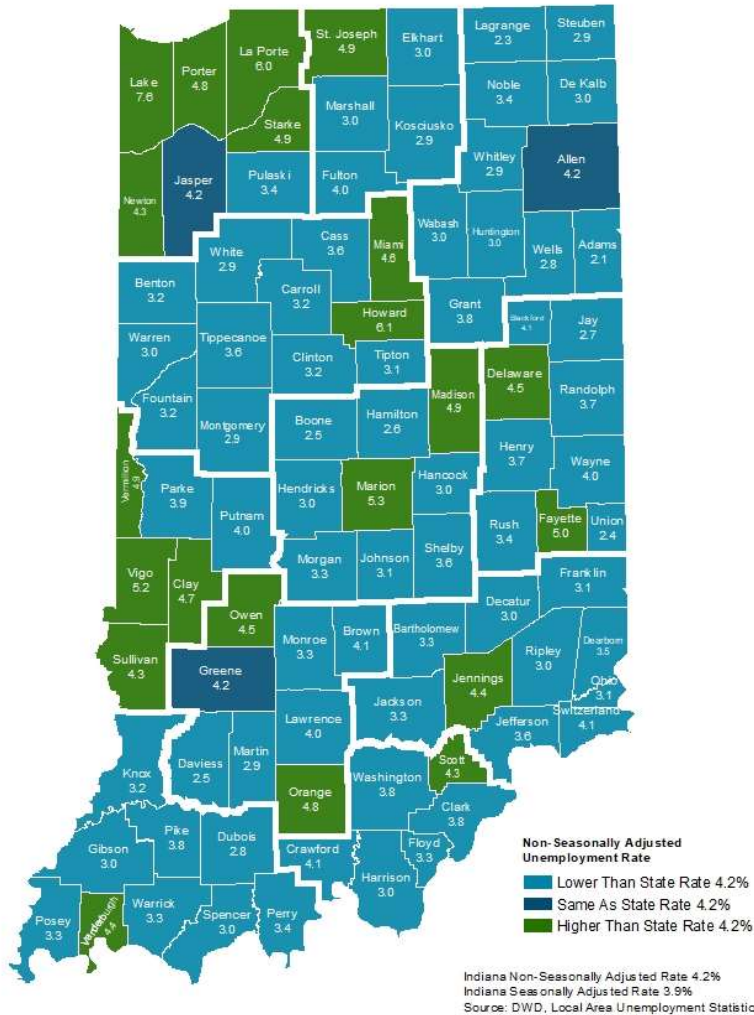 St. Joseph
4.9
Elkhart
3.0
Lagrange
2.3
Steuben
2.9
La Porte
6.0
Porter
4.8
Lake
7.6
Noble
3.4
De Kalb
3.0
Marshall
3.0
Starke
4.9
Kosciusko
2.9
Whitley
2.9
Allen
4.2
Newton
4.3
Jasper
4.2
Pulaski
3.4
Fulton
4.0
Wabash
3.0
Huntington
3.0
Wells
2.8
Adams
2.1
White
2.9
Cass
3.6
Miami
4.6
Benton
3.2
Carroll
3.2
Howard
6.1
Grant
3.8
Blackford
4.1
Jay
2.7
Warren
3.0
Tippecanoe
3.6
Clinton
3.2
Tipton
3.1
Delaware
4.5
Randolph
3.7
Fountain
3.2
Montgomery
2.9
Boone
2.5
Hamilton
2.6
Madison
4.9
Henry
3.7
Wayne
4.0
Vermillion
4.9
Parke
3.9
Putnam
4.0
Hendricks
3.0
Marion
5.3
Hancock
3.0
Rush
3.4
Fayette
5.0
Union
2.4
Vigo
5.2
Clay
4.7
Morgan
3.3
Johnson
3.1
Shelby
3.6
Franklin
3.1
Owen
4.5
Monroe
3.3
Brown
4.1
Bartholomew
3.3
Decatur
3.0
Ripley
3.0
Dearborn
3.5
Ohio
3.1
Sullivan
4.3
Greene
4.2
Jennings
4.4
Switzerland
4.1
Jackson
3.3
Jefferson
3.6
Lawrence
4.0
Knox
3.2
Daviess
2.5
Martin
2.9
Orange
4.8
Washington
3.8
Scott
4.3
Clark
3.8
Gibson
3.0
Pike
3.8
Dubois
2.8
Crawford
4.1
Floyd
3.3
Harrison
3.0
Posey
3.3
Vanderburgh
4.4
Warrick
3.3
Spencer
3.0
Perry
3.4
Non-Seasonally Adjusted
Unemployment Rate
Lower Than State Rate 4.2%
Same As State Rate 4.2%
Higher Than State Rate 4.2%
Indiana Non-Seasonally Adjusted Rate 4.2%
Indiana Seasonally Adjusted Rate 3.9%
Source: DWD, Local Area Unemployment Statistic